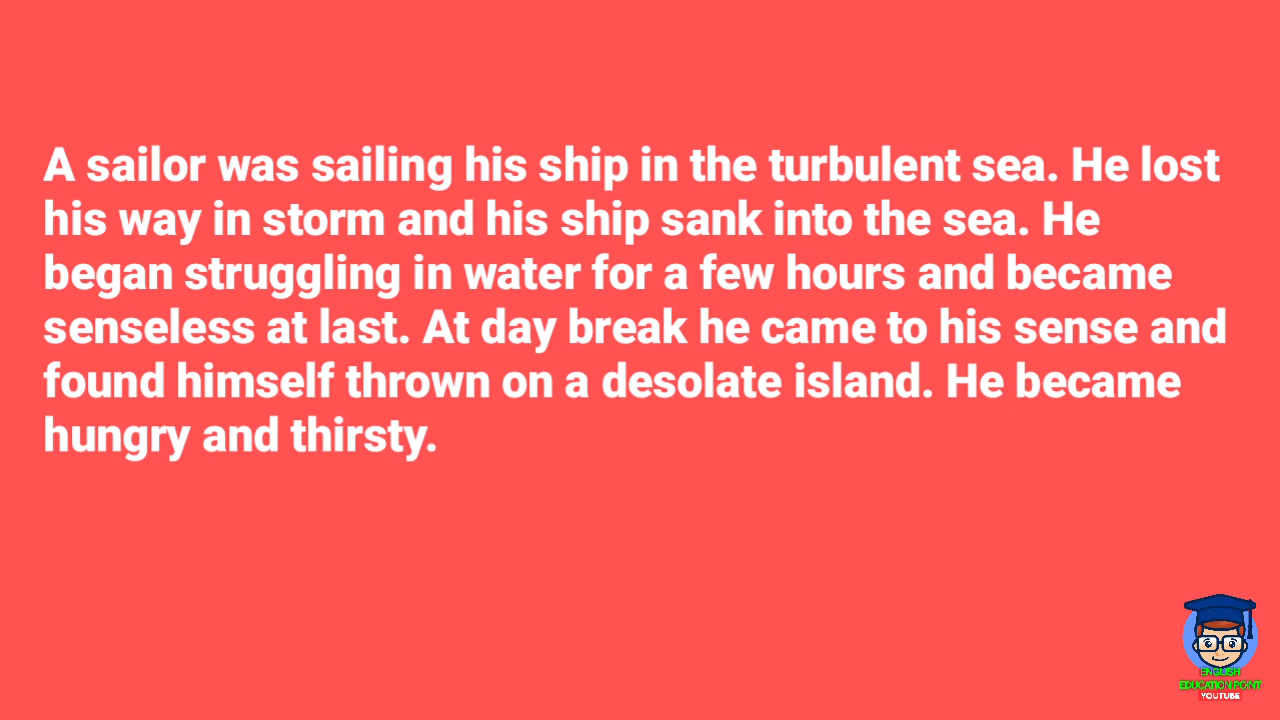 A sailor was sailing his ship in the turbulent sea. He lost
his way in storm and his ship sank into the sea. He
began struggling in water for a few hours and became
senseless at last. At day break he came to his sense and
found himself thrown on a desolate island. He became
hungry and thirsty.
ENGLISH
EDUCATION POINT
YOUTUBE